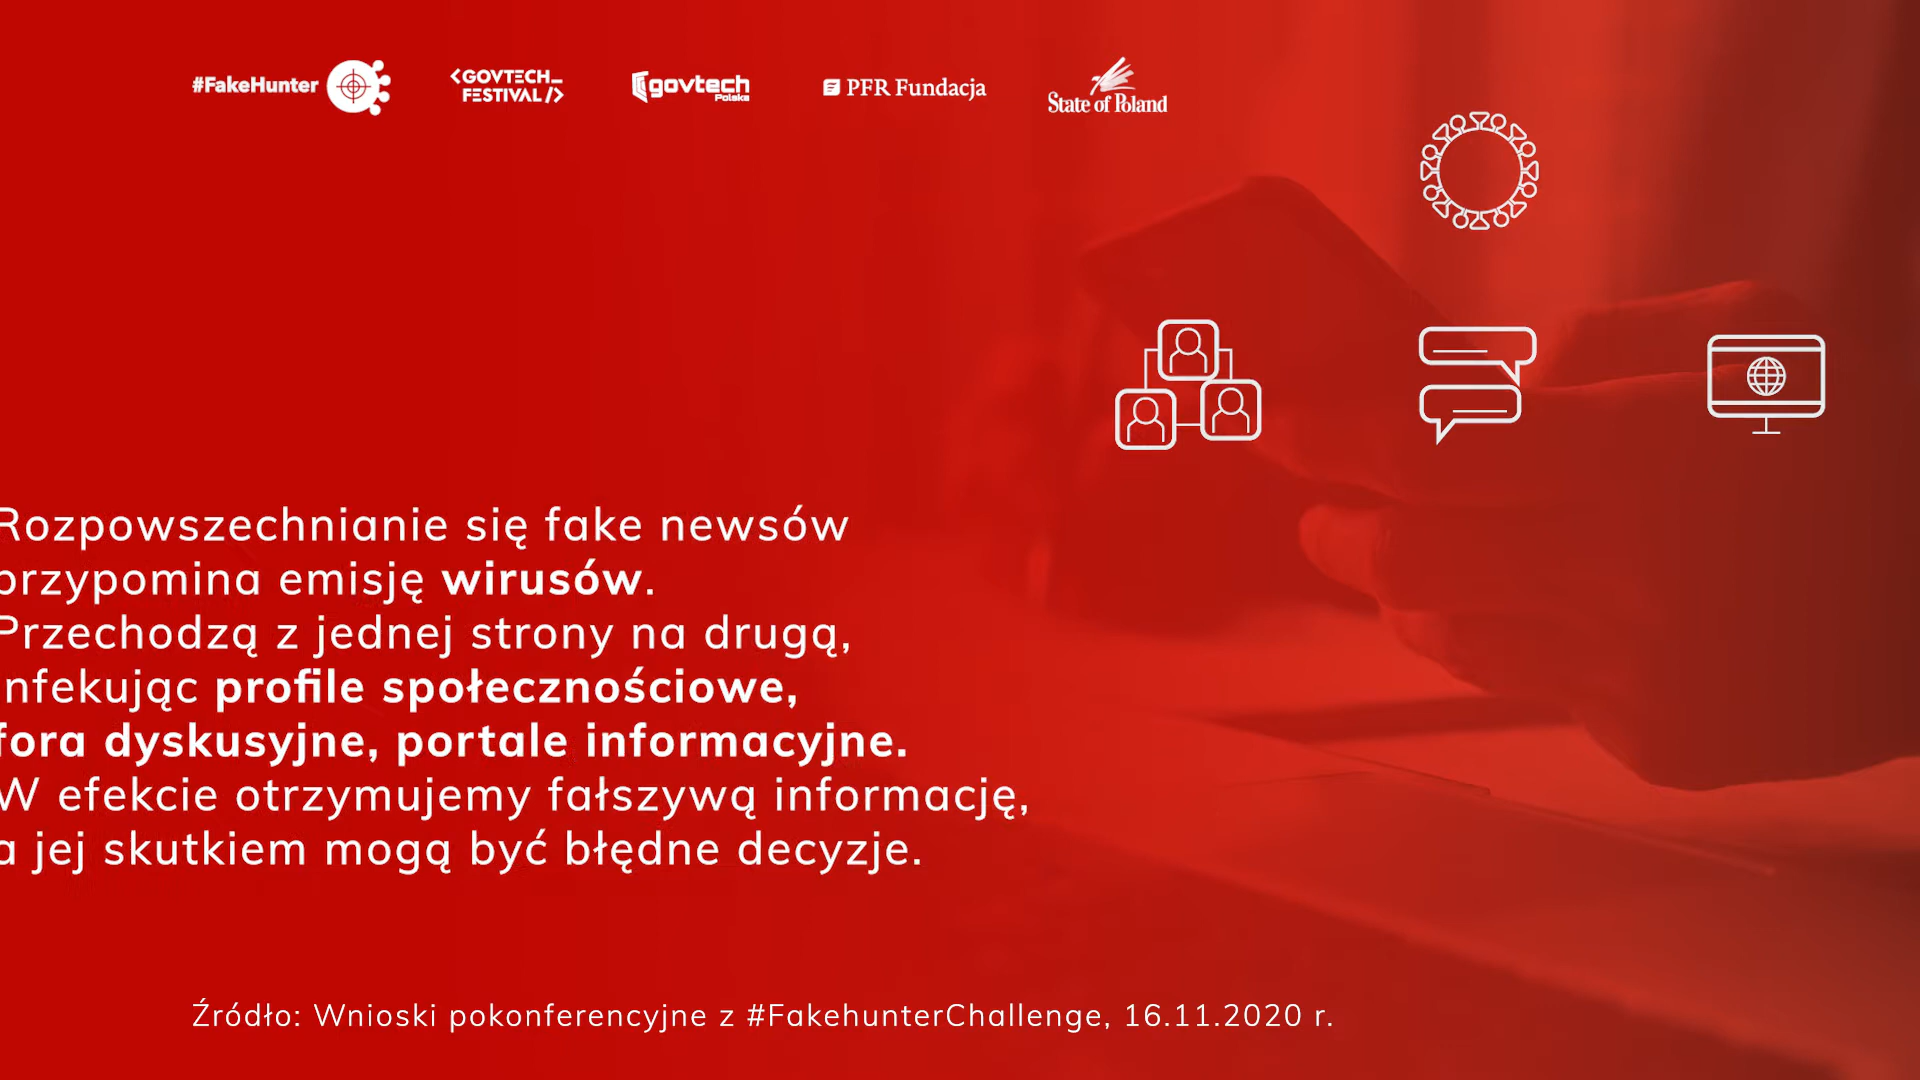 #FakeHunter
<GOVTECH_
FESTIVAL/>
govtech
Polska
PFR Fundacja
State of Poland
Rozpowszechnianie się fake newsów
przypomina emisję wirusów.
Przechodzą z jednej strony na drugą,
infekując profile społecznościowe,
fora dyskusyjne, portale informacyjne.
W efekcie otrzymujemy fałszywą informację,
a jej skutkiem mogą być błędne decyzje.
Źródło: Wnioski pokonferencyjne z #FakehunterChallenge, 16.11.2020 r.